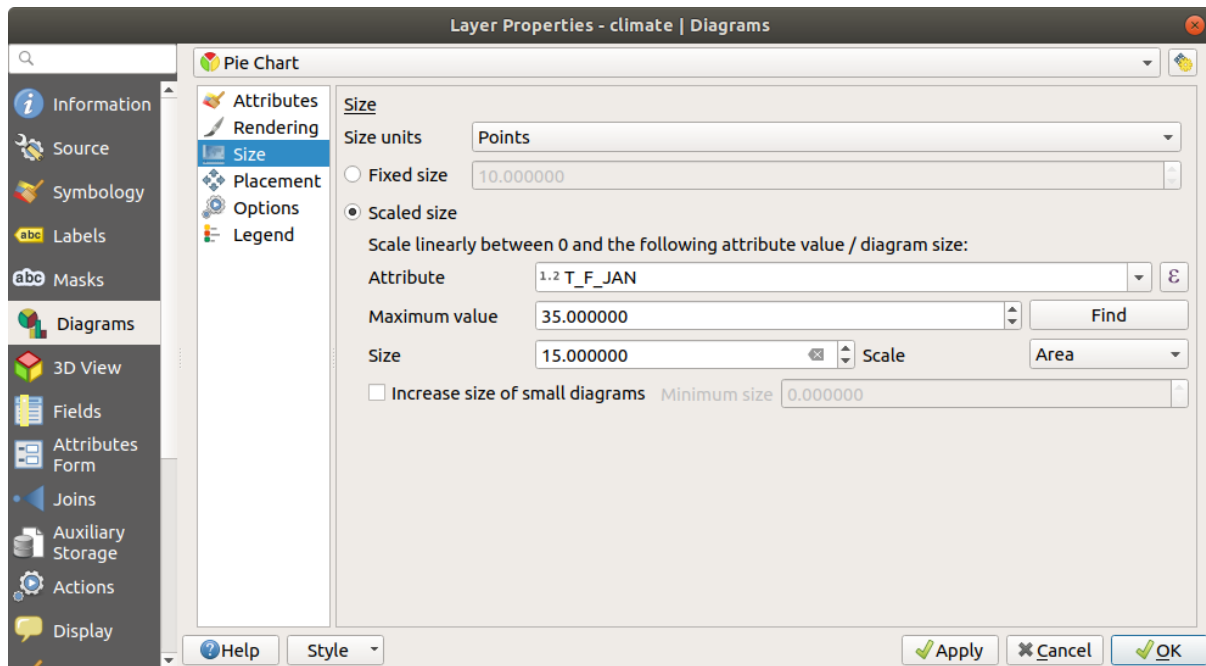 Layer Properties - climate | Diagrams
Pie Chart
Information
Source
Symbology
abc Labels
abc Masks
Diagrams
3D View
Fields
Attributes
Form
Joins
Auxiliary
Storage
Actions
Display
Attributes
Rendering
Size
Placement
Options
Legend
Size
Size units Points
Fixed size 10.000000
Scaled size
Scale linearly between 0 and the following attribute value / diagram size:
Attribute 1.2 T_F_JAN ε
Maximum value 35.000000 Find
Size 15.000000 Scale Area
Increase size of small diagrams Minimum size 0.000000
Help Style Apply Cancel OK